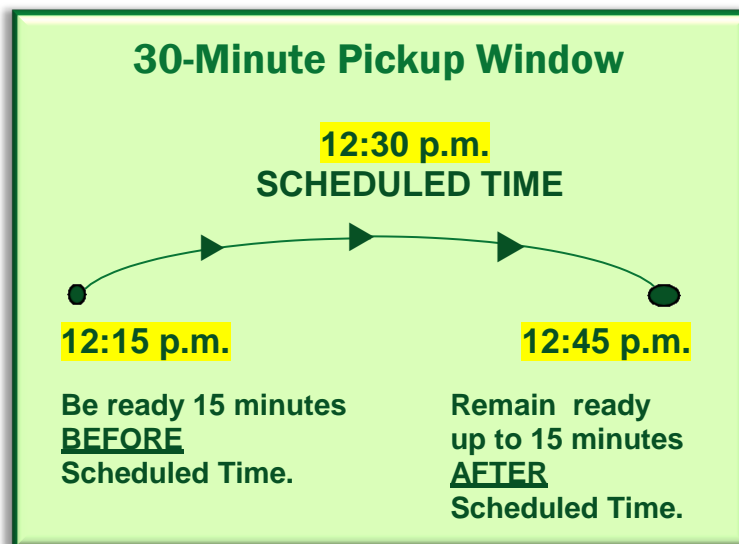 30-Minute Pickup Window
12:30 p.m.
SCHEDULED TIME
12:15 p.m.
12:45 p.m.
Be ready 15 minutes
BEFORE
Scheduled Time.
Remain ready
up to 15 minutes
AFTER
Scheduled Time.